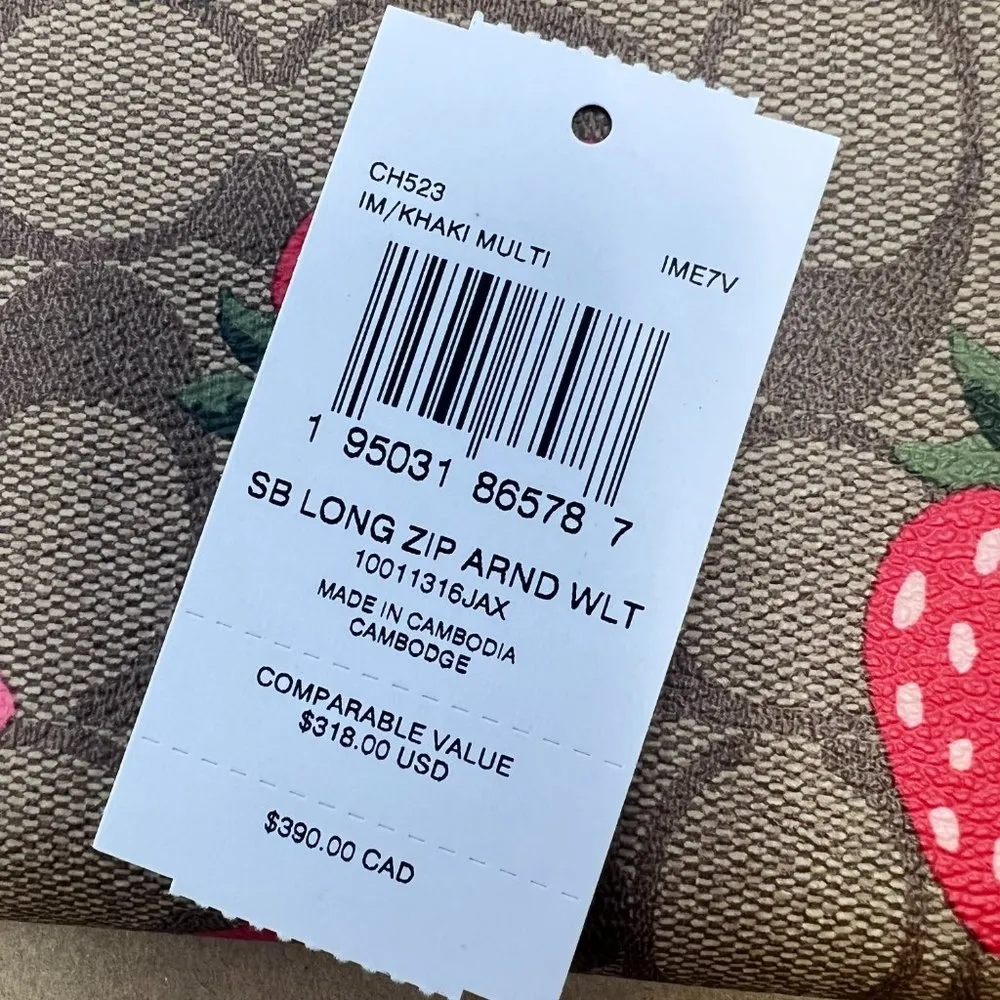 CH523
IM/KHAKI MULTI IME7V
1 95031 86578 7
SB LONG ZIP ARND WLT
10011316JAX
MADE IN CAMBODIA
CAMBODGE
COMPARABLE VALUE
$318.00 USD
$390.00 CAD